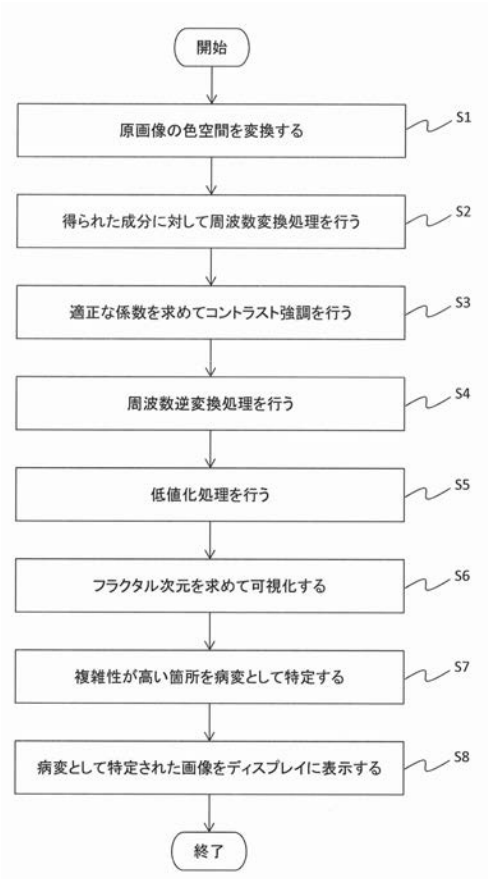 開始
原画像の色空間を変換する
S1
得られた成分に対して周波数変換処理を行う
S2
適正な係数を求めてコントラスト強調を行う
S3
周波数逆変換処理を行う
S4
低値化処理を行う
S5
フラクタル次元を求めて可視化する
S6
複雑性が高い箇所を病変として特定する
S7
病変として特定された画像をディスプレイに表示する
S8
終了